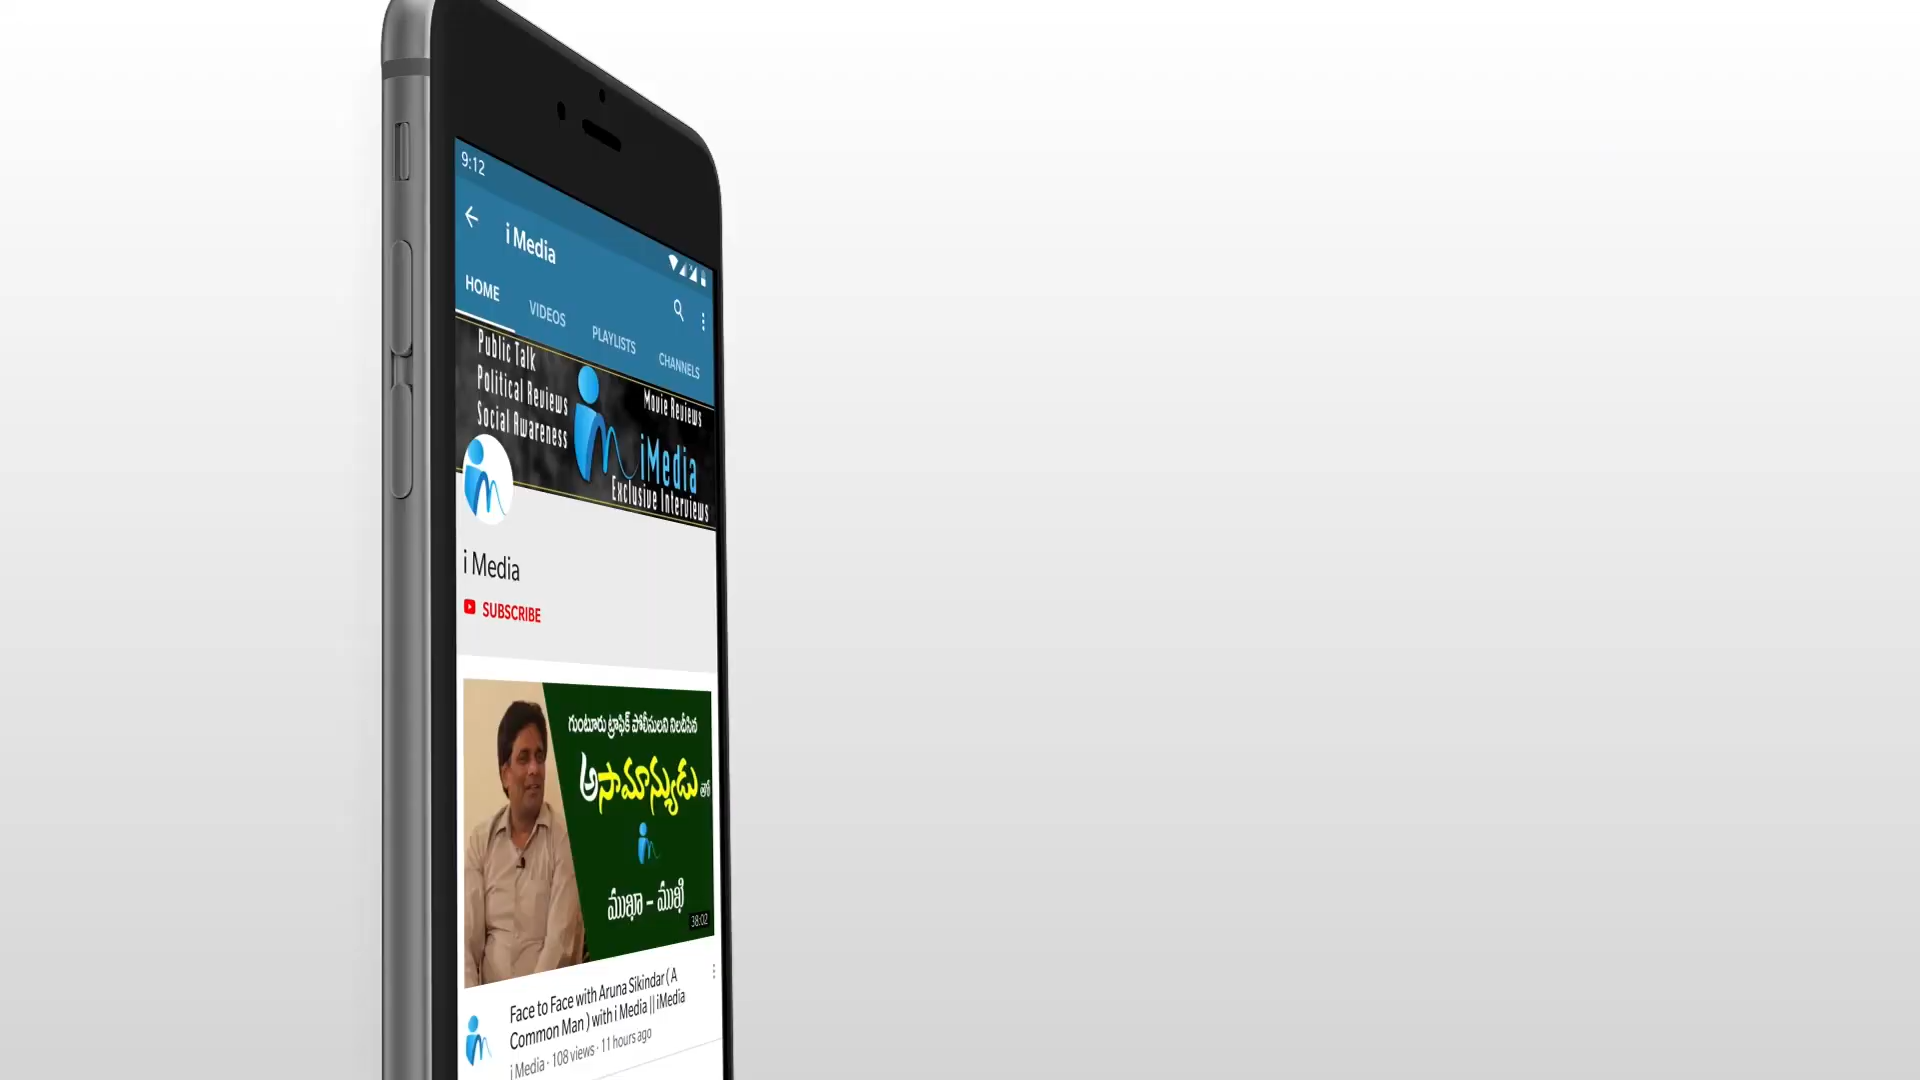 9:12
i Media
HOME
VIDEOS
PLAYLISTS
CHANNELS
Public Talk
Political Reviews
Social Awareness
Movie Reviews
iMedia
Exclusive Interviews
i Media
SUBSCRIBE
గుంటూరు ట్రాఫిక్ పోలీసులని నిలదీసిన
అసామాన్యుడు తో
ముఖా – ముఖి
38:02
Face to Face with Aruna Sikindar ( A
Common Man ) with i Media || iMedia
i Media · 108 views · 11 hours ago